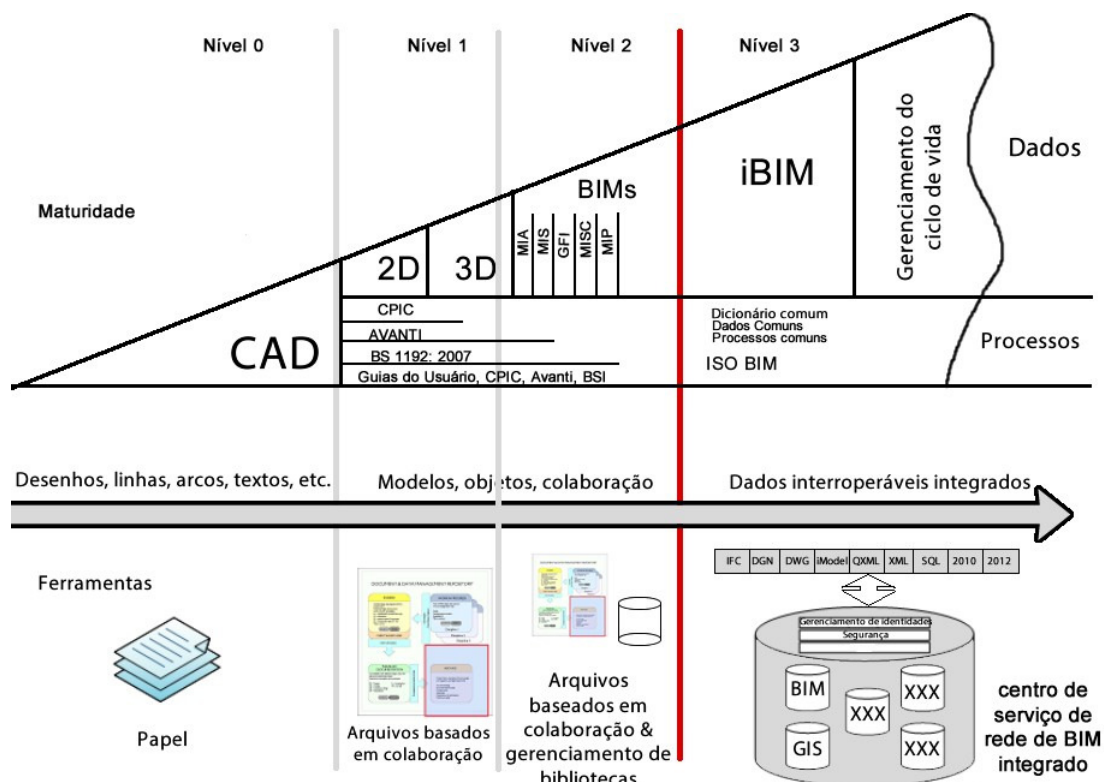 Nível 0
Nível 1
Nível 2
Nível 3
Maturidade
CAD
2D
3D
BIMs
MIA
MIS
GFI
MISC
MIP
iBIM
Gerenciamento do
ciclo de vida
Dados
Processos
CPIC
AVANTI
BS 1192: 2007
Guias do Usuário, CPIC, Avanti, BSI
Dicionário comum
Dados Comuns
Processos comuns
ISO BIM
Desenhos, linhas, arcos, textos, etc.
Modelos, objetos, colaboração
Dados interroperáveis integrados
Ferramentas
Papel
Arquivos basados
em colaboração
Arquivos
baseados em
colaboração &
gerenciamento de
bibliotecas
IFC DGN DWG iModel QXML XML SQL 2010 2012
Gerenciamento de identidades
Segurança
BIM
XXX
XXX
GIS
XXX
centro de
serviço de
rede de BIM
integrado